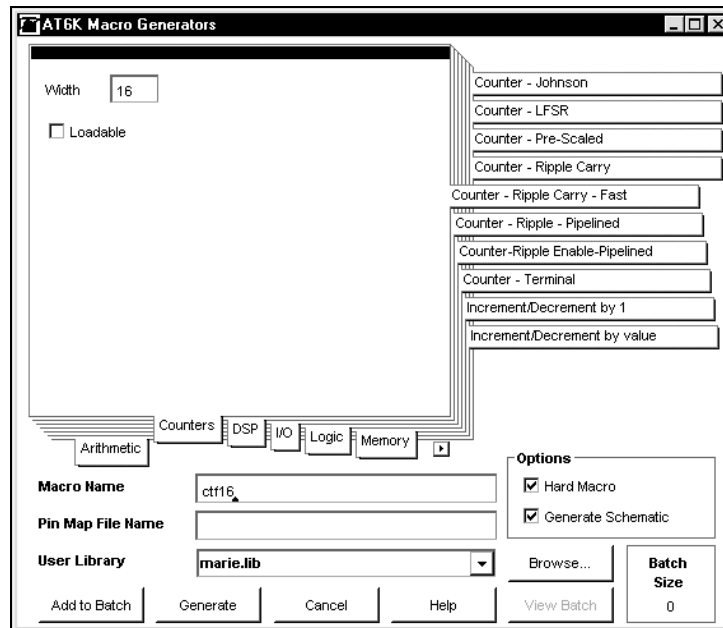 AT6K Macro Generators
Width 16
Loadable
Counter - Johnson
Counter - LFSR
Counter - Pre-Scaled
Counter - Ripple Carry
Counter - Ripple Carry - Fast
Counter - Ripple - Pipelined
Counter-Ripple Enable-Pipelined
Counter - Terminal
Increment/Decrement by 1
Increment/Decrement by value
Arithmetic Counters DSP I/O Logic Memory
Macro Name ctf16
Pin Map File Name
User Library marie.lib
Options
Hard Macro
Generate Schematic
Browse...
Batch Size
0
Add to Batch Generate Cancel Help View Batch